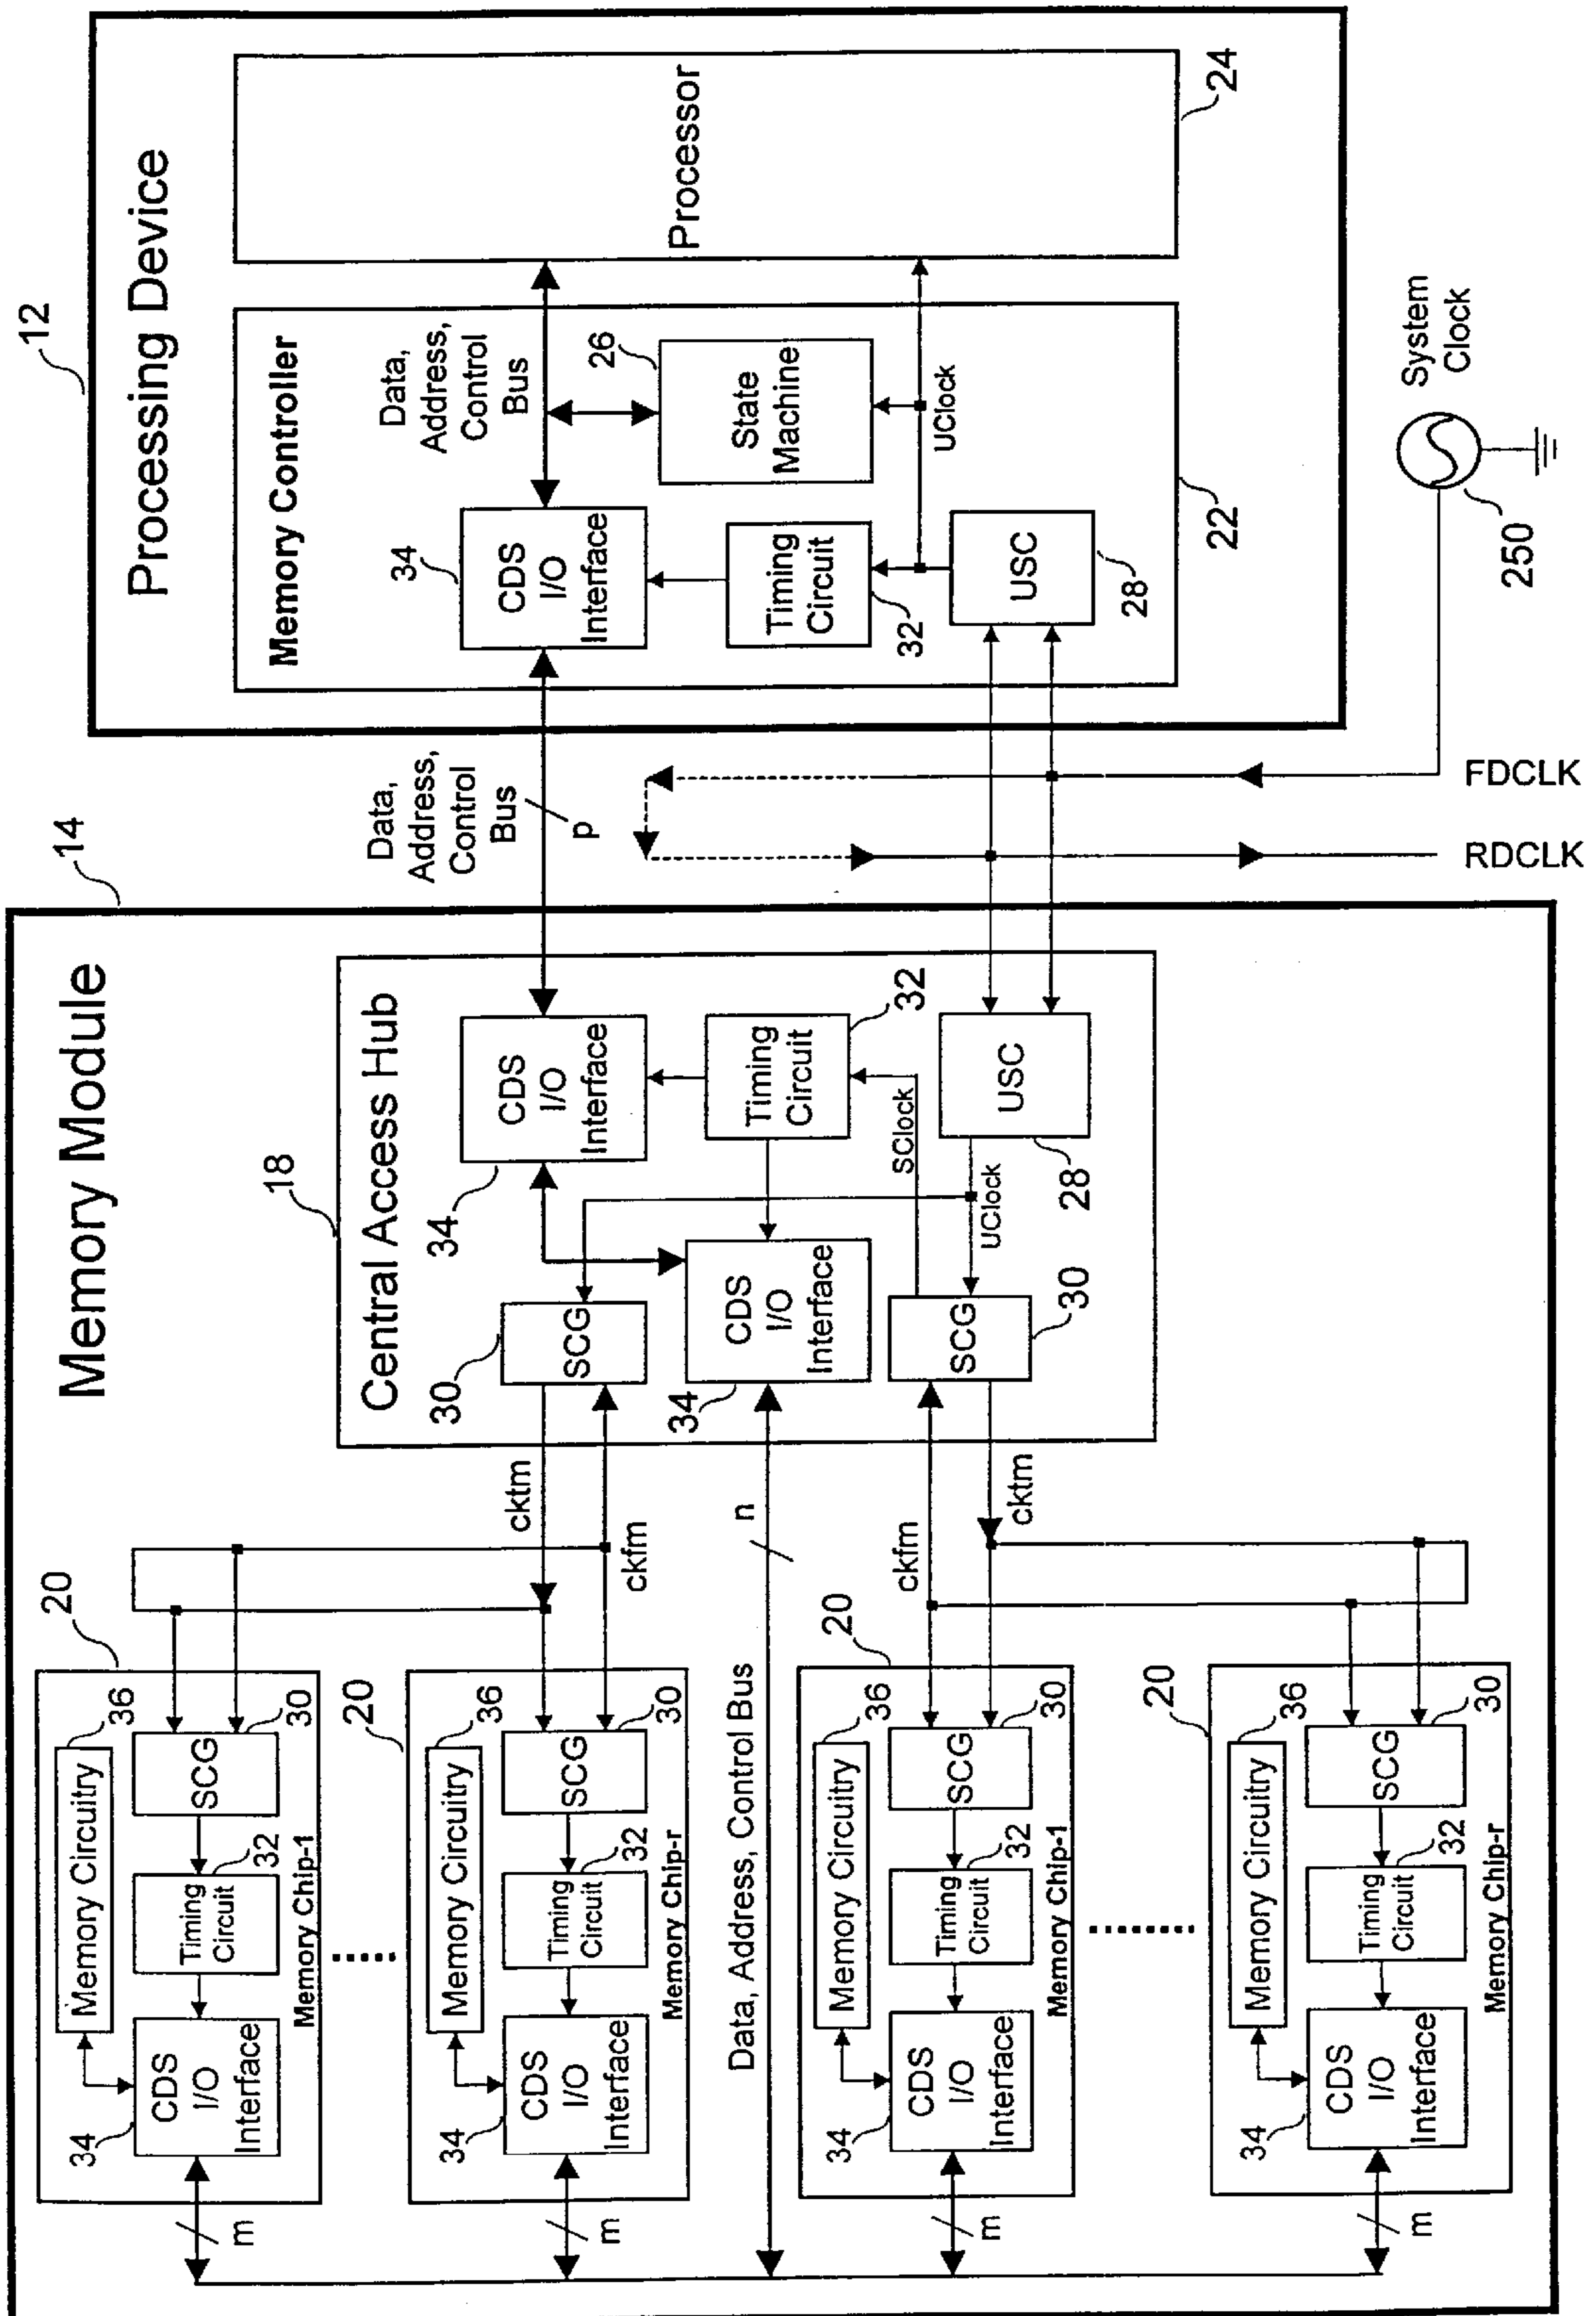 Processing Device
12
Processor
24
Memory Controller
22
Data,
Address,
Control
Bus
26
State
Machine
34
CDS
I/O
Interface
Timing
Circuit
32
UClock
USC
28
System
Clock
250
FDCLK
RDCLK
Data,
Address,
Control
Bus
p
Memory Module
14
Central Access Hub
18
CDS
I/O
Interface
34
Timing
Circuit
32
USC
28
SClock
UClock
SCG
30
CDS
I/O
Interface
34
SCG
30
cktm
ckfm
n
ckfm
cktm
Data, Address, Control Bus
20
36
Memory Circuitry
SCG
30
Timing
Circuit
32
CDS
I/O
Interface
34
Memory Chip-1
m
20
36
Memory Circuitry
SCG
30
Timing
Circuit
32
CDS
I/O
Interface
34
Memory Chip-r
m
20
36
Memory Circuitry
SCG
30
Timing
Circuit
32
CDS
I/O
Interface
34
Memory Chip-1
m
20
36
Memory Circuitry
SCG
30
Timing
Circuit
32
CDS
I/O
Interface
34
Memory Chip-r
m